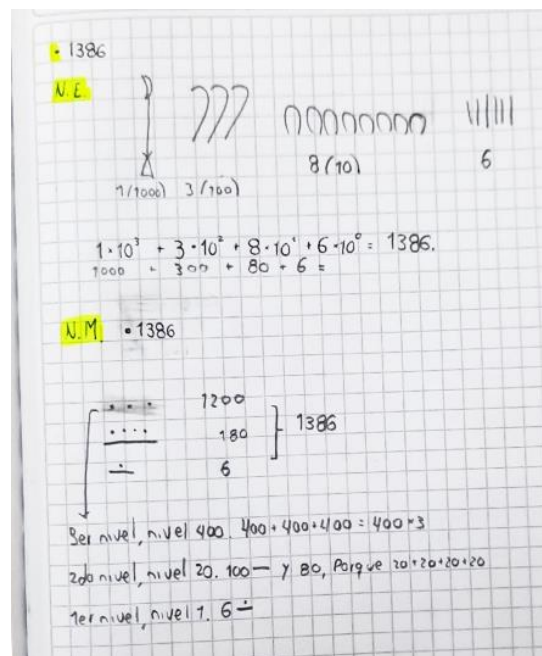 • 1386
N.E.
8 (10) 6
1 (1000) 3 (100)
1·10³ + 3·10² + 8·10¹ + 6·10⁰ = 1386.
1000 + 300 + 80 + 6 =
N.M. • 1386
1200
180 } 1386
6
3er nivel, nivel 400. 400+400+400 = 400×3
2do nivel, nivel 20. 100— y 80, Porque 20+20+20+20
1er nivel, nivel 1. 6